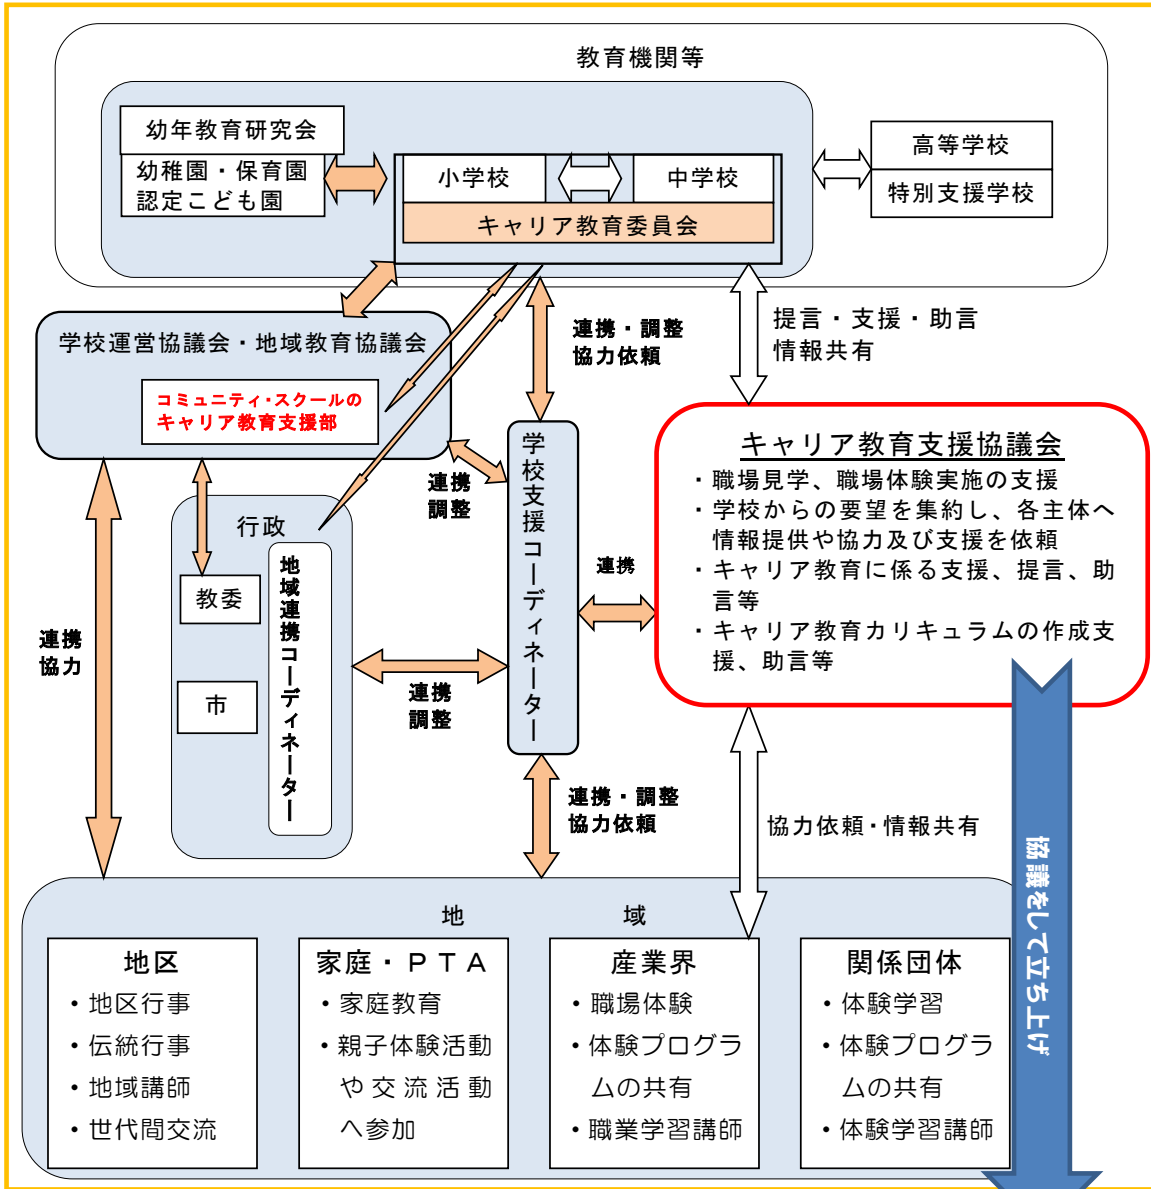 教育機関等
幼年教育研究会
幼稚園・保育園
認定こども園
小学校
中学校
キャリア教育委員会
高等学校
特別支援学校
学校運営協議会・地域教育協議会
コミュニティ・スクールの
キャリア教育支援部
連携・調整
協力依頼
提言・支援・助言
情報共有
連携
調整
学校支援コーディネーター
キャリア教育支援協議会
・職場見学、職場体験実施の支援
・学校からの要望を集約し、各主体へ
情報提供や協力及び支援を依頼
・キャリア教育に係る支援、提言、助
言等
・キャリア教育カリキュラムの作成支
援、助言等
連携
行政
教委
市
地域連携コーディネーター
連携
協力
連携
調整
連携・調整
協力依頼
協力依頼・情報共有
協議をして立ち上げ
地域
地区
・地区行事
・伝統行事
・地域講師
・世代間交流
家庭・ＰＴＡ
・家庭教育
・親子体験活動
や交流活動
へ参加
産業界
・職場体験
・体験プログラ
ムの共有
・職業学習講師
関係団体
・体験学習
・体験プログラ
ムの共有
・体験学習講師